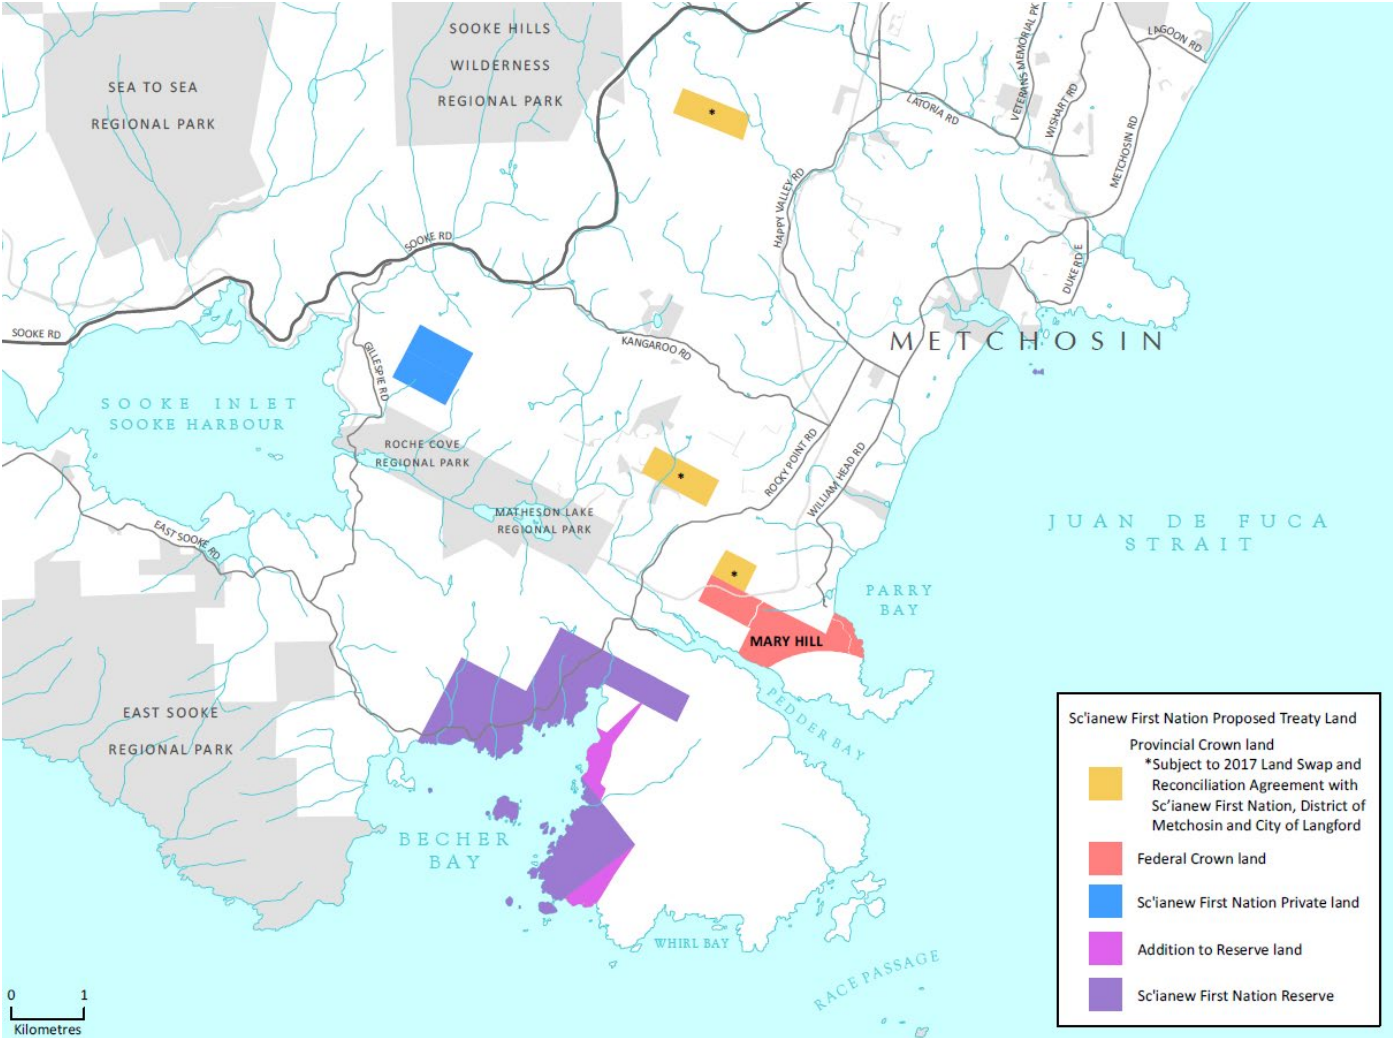 SOOKE HILLS
WILDERNESS
REGIONAL PARK
SEA TO SEA
REGIONAL PARK
LAGOON RD
VETERANS MEMORIAL PK
WISHART RD
LATORIA RD
METCHOSIN RD
HAPPY VALLEY RD
SOOKE RD
DUKE RD E
SOOKE RD
METCHOSIN
KANGAROO RD
GILLESPIE RD
SOOKE INLET
SOOKE HARBOUR
ROCHE COVE
REGIONAL PARK
ROCKY POINT RD
WILLIAM HEAD RD
MATHESON LAKE
REGIONAL PARK
EAST SOOKE RD
JUAN DE FUCA
STRAIT
PARRY
BAY
MARY HILL
PEDDER BAY
EAST SOOKE
REGIONAL PARK
BECHER
BAY
WHIRL BAY
RACE PASSAGE
*
*
*
Sc'ianew First Nation Proposed Treaty Land
Provincial Crown land
*Subject to 2017 Land Swap and
Reconciliation Agreement with
Sc'ianew First Nation, District of
Metchosin and City of Langford
Federal Crown land
Sc'ianew First Nation Private land
Addition to Reserve land
Sc'ianew First Nation Reserve
0 1
Kilometres